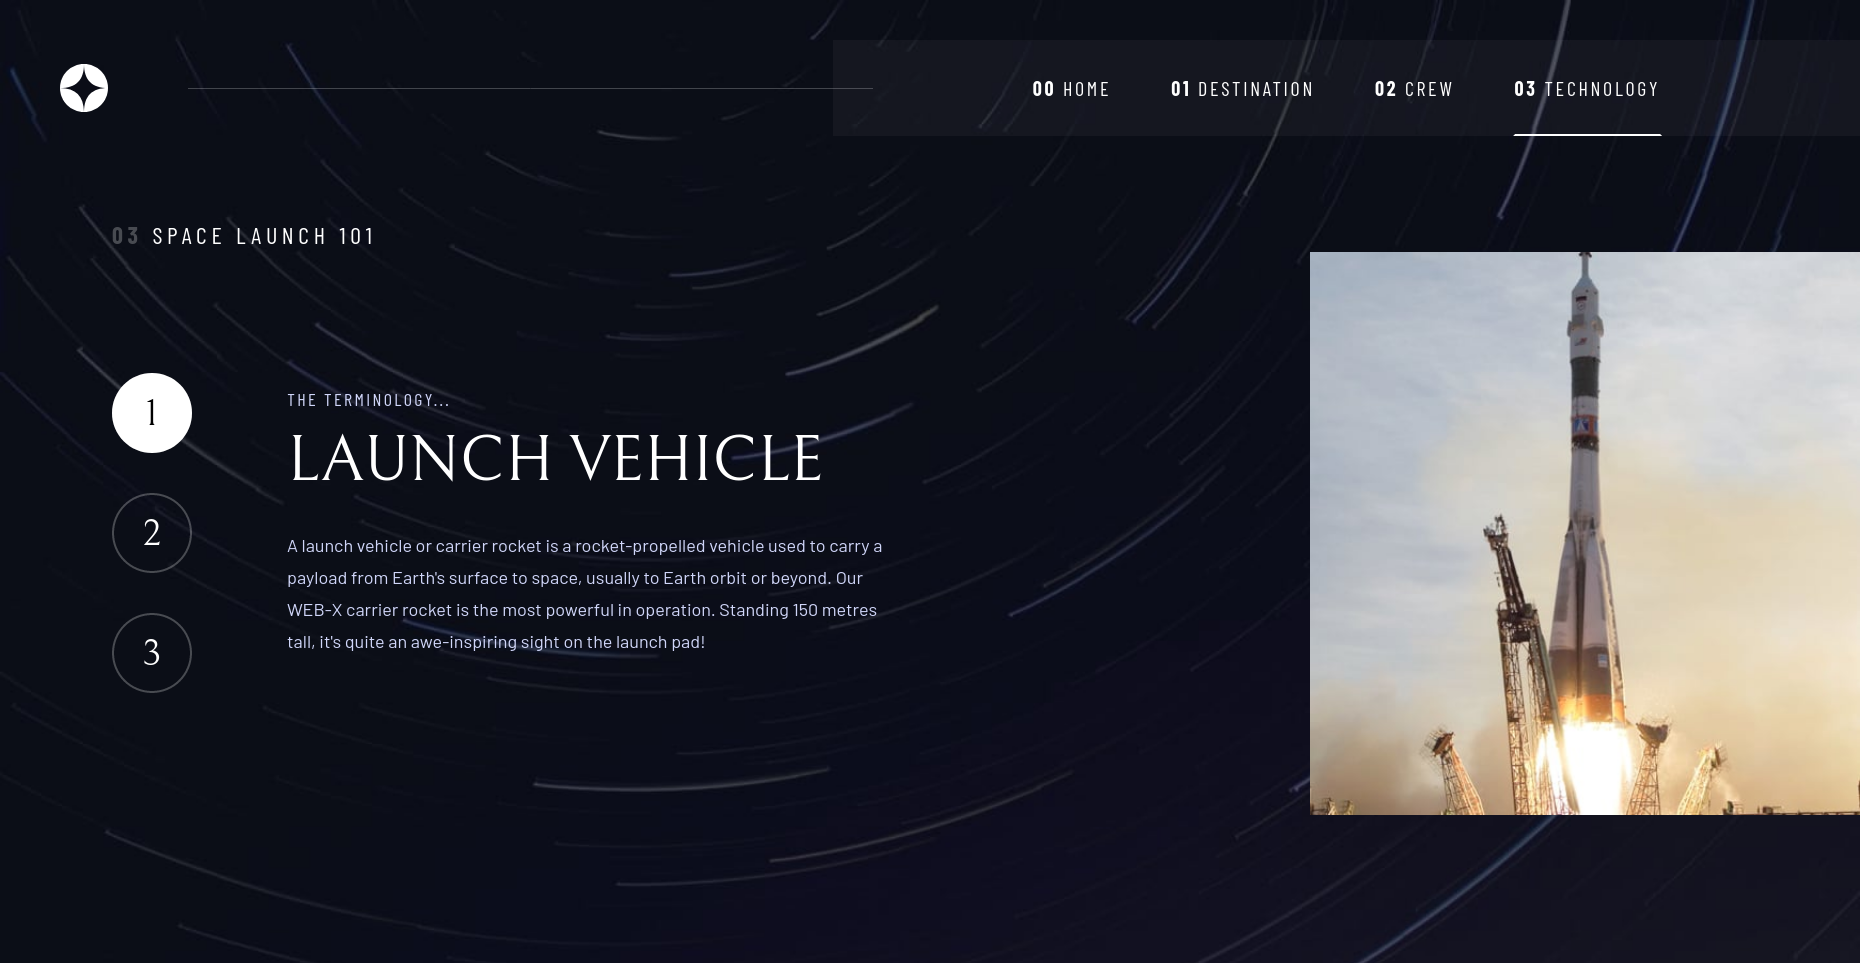 00 HOME
01 DESTINATION
02 CREW
03 TECHNOLOGY
03 SPACE LAUNCH 101
1
2
3
THE TERMINOLOGY...
LAUNCH VEHICLE
A launch vehicle or carrier rocket is a rocket-propelled vehicle used to carry a
payload from Earth's surface to space, usually to Earth orbit or beyond. Our
WEB-X carrier rocket is the most powerful in operation. Standing 150 metres
tall, it's quite an awe-inspiring sight on the launch pad!